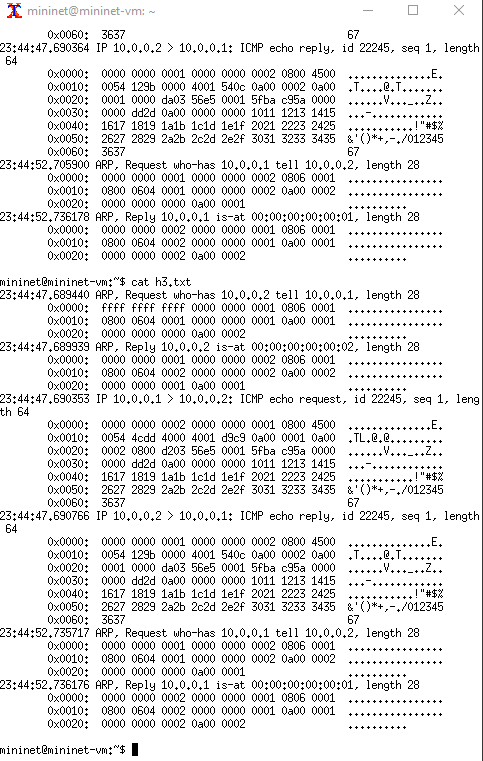 mininet@mininet-vm: ~
0x0060:  3637                                     67
23:44:47.690364 IP 10.0.0.2 > 10.0.0.1: ICMP echo reply, id 22245, seq 1, length
 64
0x0000:  0000 0000 0001 0000 0000 0002 0800 4500  ..............E.
0x0010:  0054 129b 0000 4001 540c 0a00 0002 0a00  .T....@.T.......
0x0020:  0001 0000 da03 56e5 0001 5fba c95a 0000  ......V..._..Z..
0x0030:  0000 dd2d 0a00 0000 0000 1011 1213 1415  ...-............
0x0040:  1617 1819 1a1b 1c1d 1e1f 2021 2223 2425  ...........!"#$%
0x0050:  2627 2829 2a2b 2c2d 2e2f 3031 3233 3435  &'()*+,-./012345
0x0060:  3637                                     67
23:44:52.705900 ARP, Request who-has 10.0.0.1 tell 10.0.0.2, length 28
0x0000:  0000 0000 0001 0000 0000 0002 0806 0001  ................
0x0010:  0800 0604 0001 0000 0000 0002 0a00 0002  ................
0x0020:  0000 0000 0000 0a00 0001                 ..........
23:44:52.736178 ARP, Reply 10.0.0.1 is-at 00:00:00:00:00:01, length 28
0x0000:  0000 0000 0002 0000 0000 0001 0806 0001  ................
0x0010:  0800 0604 0002 0000 0000 0001 0a00 0001  ................
0x0020:  0000 0000 0002 0a00 0002                 ..........
mininet@mininet-vm:~$ cat h3.txt
23:44:47.689440 ARP, Request who-has 10.0.0.2 tell 10.0.0.1, length 28
0x0000:  ffff ffff ffff 0000 0000 0001 0806 0001  ................
0x0010:  0800 0604 0001 0000 0000 0001 0a00 0001  ................
0x0020:  0000 0000 0000 0a00 0002                 ..........
23:44:47.689939 ARP, Reply 10.0.0.2 is-at 00:00:00:00:00:02, length 28
0x0000:  0000 0000 0001 0000 0000 0002 0806 0001  ................
0x0010:  0800 0604 0002 0000 0000 0002 0a00 0002  ................
0x0020:  0000 0000 0001 0a00 0001                 ..........
23:44:47.690353 IP 10.0.0.1 > 10.0.0.2: ICMP echo request, id 22245, seq 1, leng
th 64
0x0000:  0000 0000 0002 0000 0000 0001 0800 4500  ..............E.
0x0010:  0054 4cdd 4000 4001 d9c9 0a00 0001 0a00  .TL.@.@.........
0x0020:  0002 0800 d203 56e5 0001 5fba c95a 0000  ......V..._..Z..
0x0030:  0000 dd2d 0a00 0000 0000 1011 1213 1415  ...-............
0x0040:  1617 1819 1a1b 1c1d 1e1f 2021 2223 2425  ...........!"#$%
0x0050:  2627 2829 2a2b 2c2d 2e2f 3031 3233 3435  &'()*+,-./012345
0x0060:  3637                                     67
23:44:47.690766 IP 10.0.0.2 > 10.0.0.1: ICMP echo reply, id 22245, seq 1, length
 64
0x0000:  0000 0000 0001 0000 0000 0002 0800 4500  ..............E.
0x0010:  0054 129b 0000 4001 540c 0a00 0002 0a00  .T....@.T.......
0x0020:  0001 0000 da03 56e5 0001 5fba c95a 0000  ......V..._..Z..
0x0030:  0000 dd2d 0a00 0000 0000 1011 1213 1415  ...-............
0x0040:  1617 1819 1a1b 1c1d 1e1f 2021 2223 2425  ...........!"#$%
0x0050:  2627 2829 2a2b 2c2d 2e2f 3031 3233 3435  &'()*+,-./012345
0x0060:  3637                                     67
23:44:52.735717 ARP, Request who-has 10.0.0.1 tell 10.0.0.2, length 28
0x0000:  0000 0000 0001 0000 0000 0002 0806 0001  ................
0x0010:  0800 0604 0001 0000 0000 0002 0a00 0002  ................
0x0020:  0000 0000 0000 0a00 0001                 ..........
23:44:52.736176 ARP, Reply 10.0.0.1 is-at 00:00:00:00:00:01, length 28
0x0000:  0000 0000 0002 0000 0000 0001 0806 0001  ................
0x0010:  0800 0604 0002 0000 0000 0001 0a00 0001  ................
0x0020:  0000 0000 0002 0a00 0002                 ..........
mininet@mininet-vm:~$